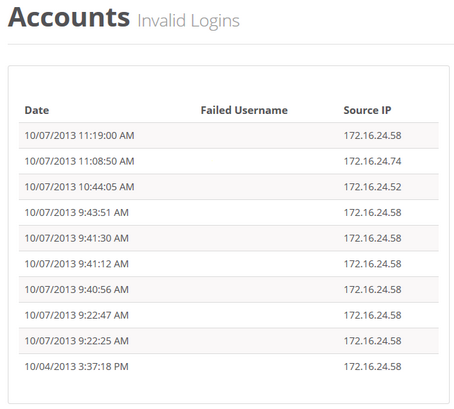 Accounts Invalid Logins
Date Failed Username Source IP
10/07/2013 11:19:00 AM 172.16.24.58
10/07/2013 11:08:50 AM 172.16.24.74
10/07/2013 10:44:05 AM 172.16.24.52
10/07/2013 9:43:51 AM 172.16.24.58
10/07/2013 9:41:30 AM 172.16.24.58
10/07/2013 9:41:12 AM 172.16.24.58
10/07/2013 9:40:56 AM 172.16.24.58
10/07/2013 9:22:47 AM 172.16.24.58
10/07/2013 9:22:25 AM 172.16.24.58
10/04/2013 3:37:18 PM 172.16.24.58